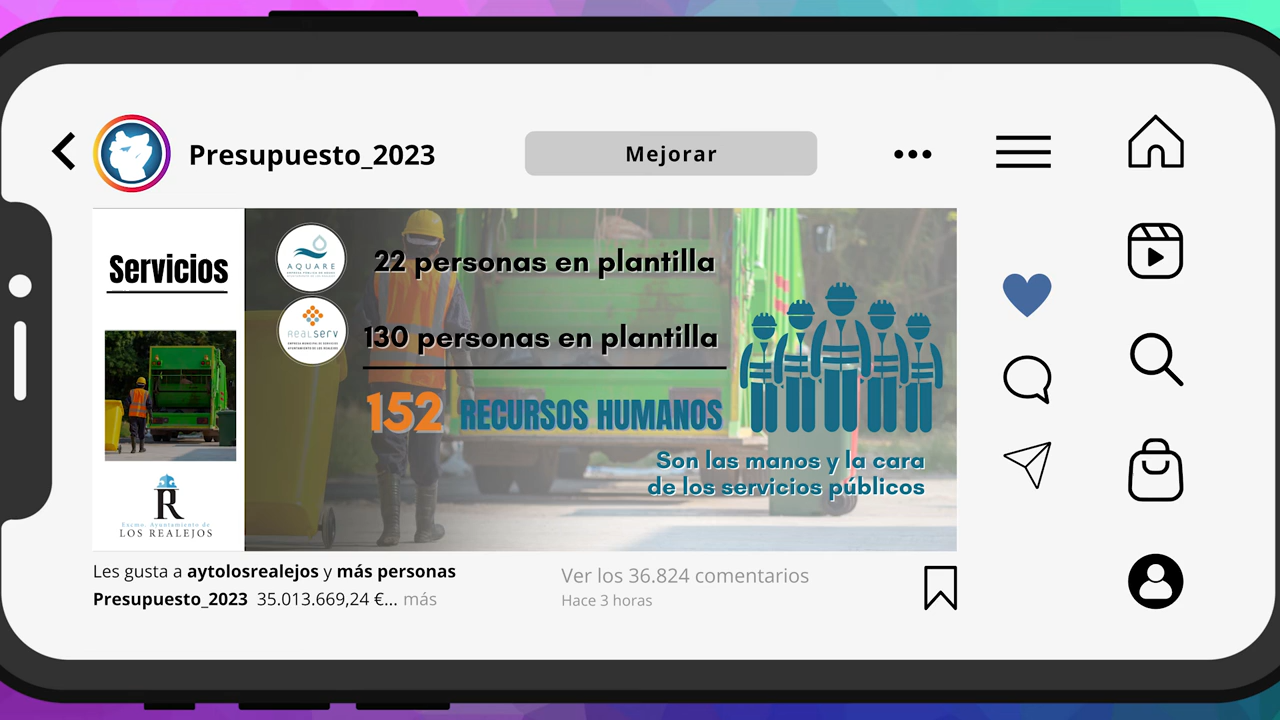 Presupuesto_2023
Mejorar
Servicios
AQUARE
22 personas en plantilla
REALSERV
130 personas en plantilla
152 RECURSOS HUMANOS
Son las manos y la cara
de los servicios públicos
R
Excmo. Ayuntamiento de
LOS REALEJOS
Les gusta a aytolosrealejos y más personas
Presupuesto_2023 35.013.669,24 €... más
Ver los 36.824 comentarios
Hace 3 horas